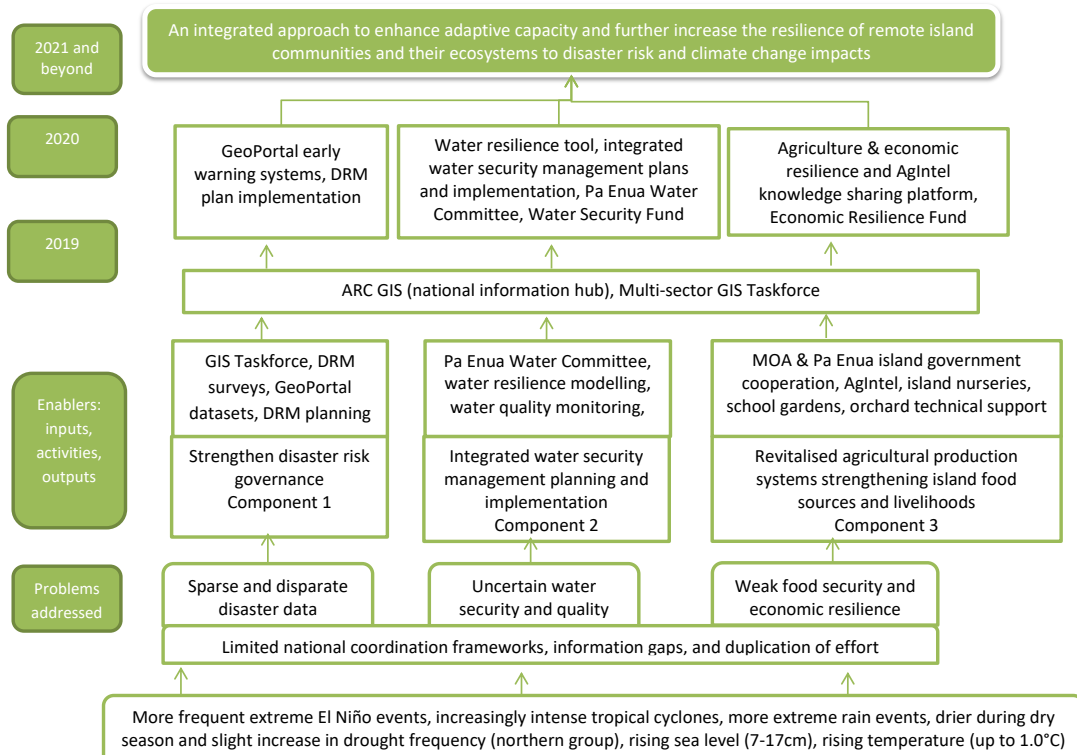 2021 and
beyond
An integrated approach to enhance adaptive capacity and further increase the resilience of remote island
communities and their ecosystems to disaster risk and climate change impacts
2020
GeoPortal early
warning systems, DRM
plan implementation
Water resilience tool, integrated
water security management plans
and implementation, Pa Enua Water
Committee, Water Security Fund
Agriculture & economic
resilience and AgIntel
knowledge sharing platform,
Economic Resilience Fund
2019
ARC GIS (national information hub), Multi-sector GIS Taskforce
Enablers:
inputs,
activities,
outputs
GIS Taskforce, DRM
surveys, GeoPortal
datasets, DRM planning
Pa Enua Water Committee,
water resilience modelling,
water quality monitoring,
MOA & Pa Enua island government
cooperation, AgIntel, island nurseries,
school gardens, orchard technical support
Strengthen disaster risk
governance
Component 1
Integrated water security
management planning and
implementation
Component 2
Revitalised agricultural production
systems strengthening island food
sources and livelihoods
Component 3
Problems
addressed
Sparse and disparate
disaster data
Uncertain water
security and quality
Weak food security and
economic resilience
Limited national coordination frameworks, information gaps, and duplication of effort
More frequent extreme El Niño events, increasingly intense tropical cyclones, more extreme rain events, drier during dry
season and slight increase in drought frequency (northern group), rising sea level (7-17cm), rising temperature (up to 1.0°C)